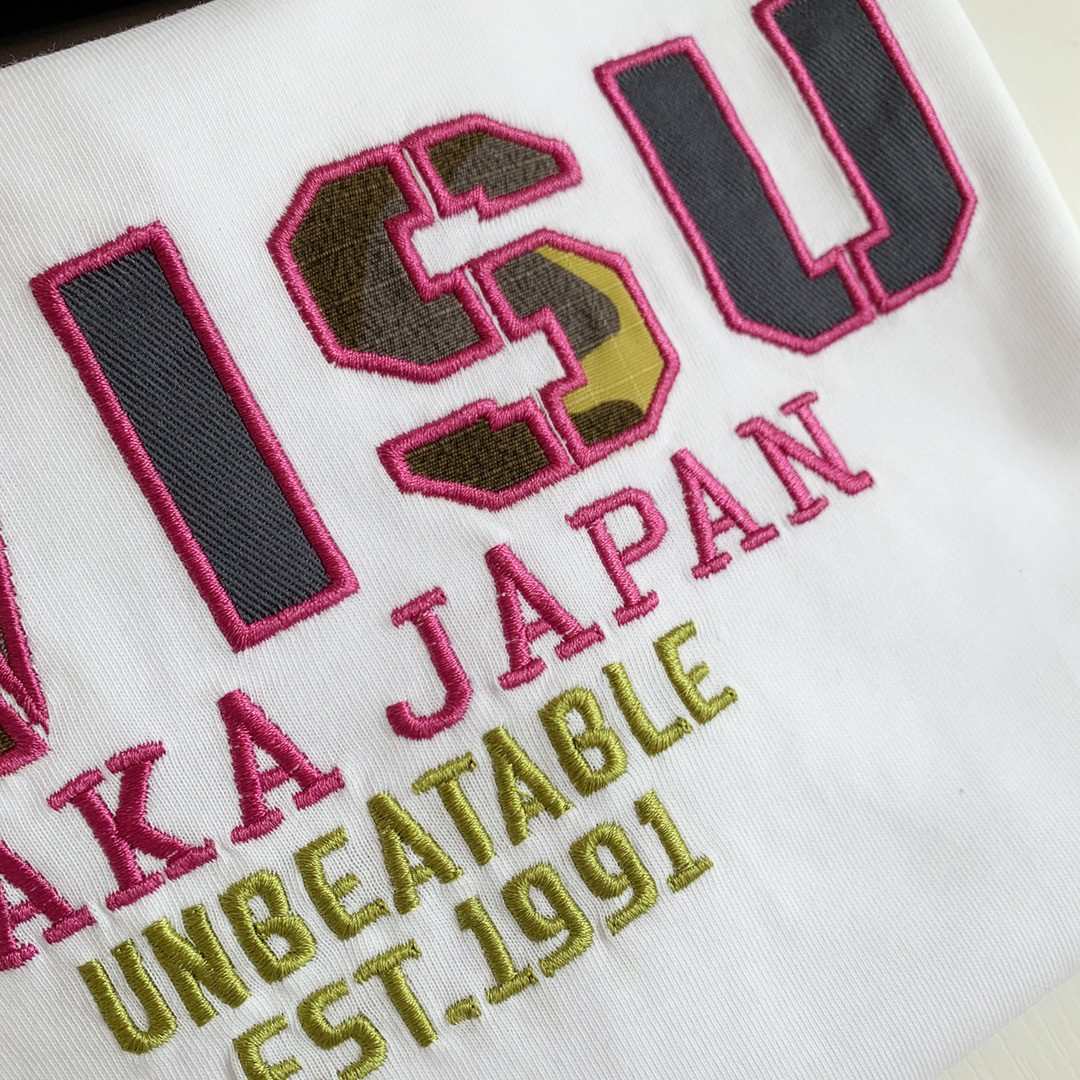 ISU
AKA JAPAN
UNBEATABLE
EST.1991